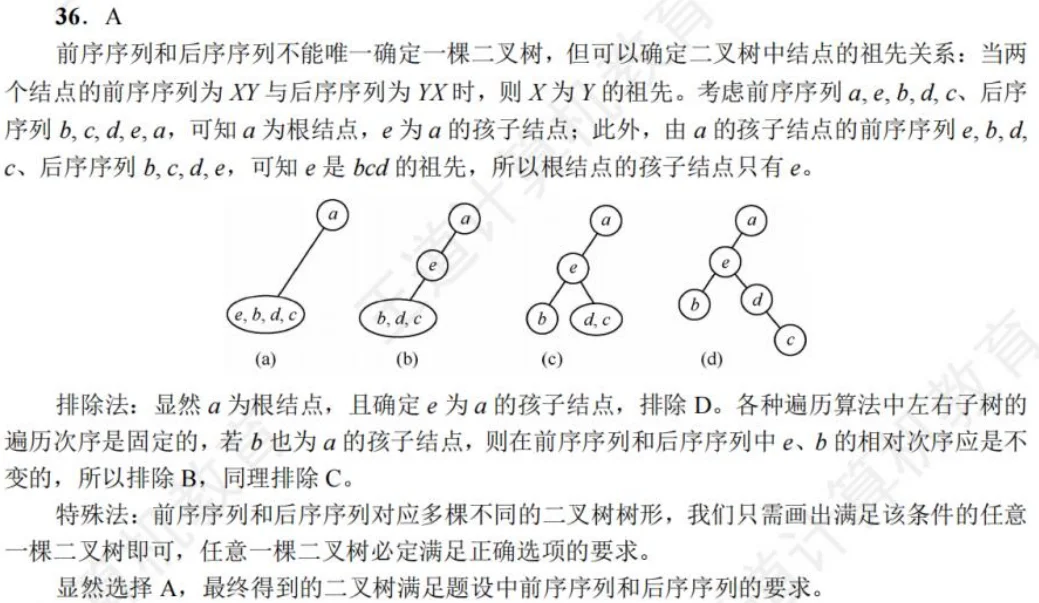 36．A
前序序列和后序序列不能唯一确定一棵二叉树，但可以确定二叉树中结点的祖先关系：当两
个结点的前序序列为 XY 与后序序列为 YX 时，则 X 为 Y 的祖先。考虑前序序列 a, e, b, d, c、后序
序列 b, c, d, e, a，可知 a 为根结点，e 为 a 的孩子结点；此外，由 a 的孩子结点的前序序列 e, b, d,
c、后序序列 b, c, d, e，可知 e 是 bcd 的祖先，所以根结点的孩子结点只有 e。
a
e, b, d, c
(a)
a
e
b, d, c
(b)
a
e
b
d, c
(c)
a
e
b
d
c
(d)
排除法：显然 a 为根结点，且确定 e 为 a 的孩子结点，排除 D。各种遍历算法中左右子树的
遍历次序是固定的，若 b 也为 a 的孩子结点，则在前序序列和后序序列中 e、b 的相对次序应是不
变的，所以排除 B，同理排除 C。
特殊法：前序序列和后序序列对应多棵不同的二叉树树形，我们只需画出满足该条件的任意
一棵二叉树即可，任意一棵二叉树必定满足正确选项的要求。
显然选择 A，最终得到的二叉树满足题设中前序序列和后序序列的要求。
王道计算机教育